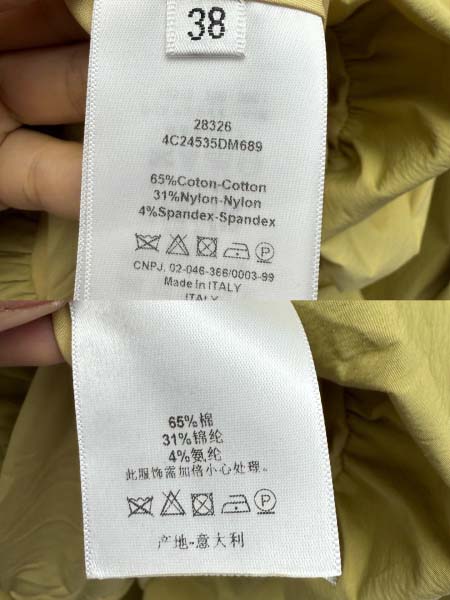 38
28326
4C24535DM689
65%Coton-Cotton
31%Nylon-Nylon
4%Spandex-Spandex
CNPJ. 02-046-366/0003-99
Made in ITALY
ITALY
65%棉
31%锦纶
4%氨纶
此服饰需加倍小心处理。
产地-意大利